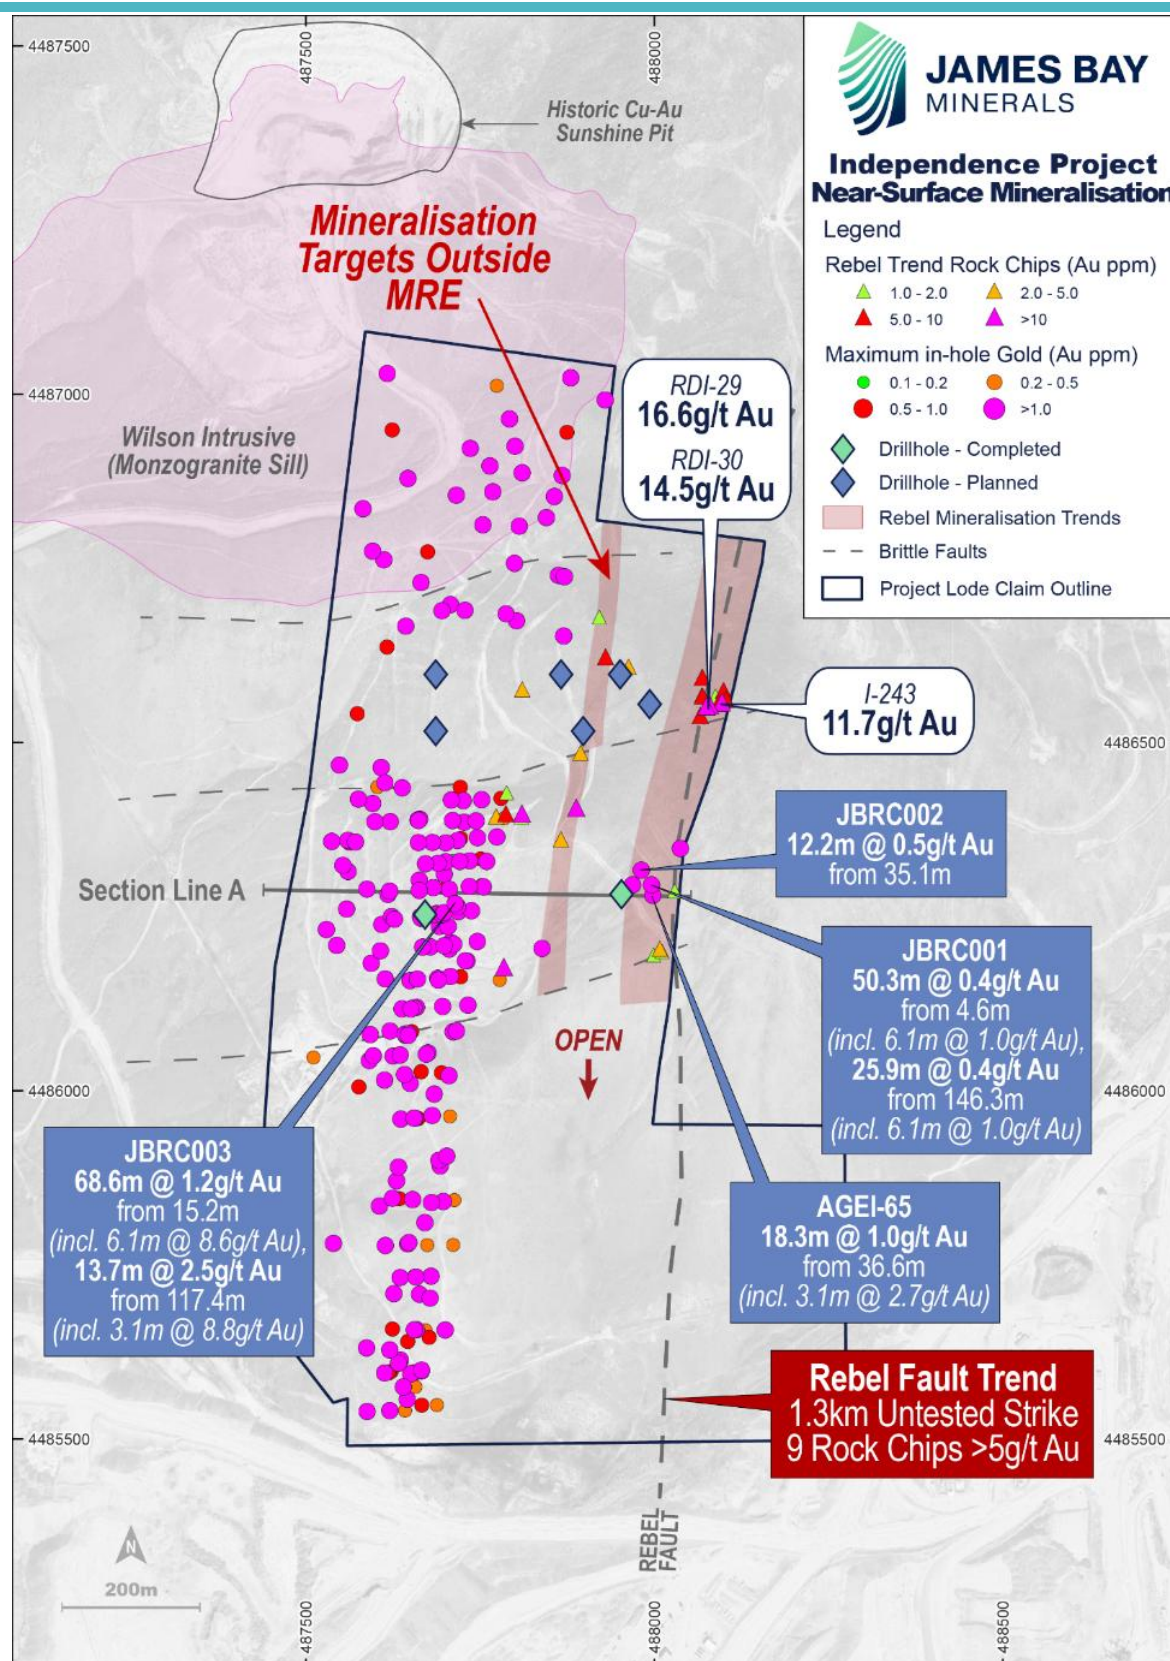 4487500
487500
488000
JAMES BAY
MINERALS
Independence Project
Near-Surface Mineralisation
Legend
Rebel Trend Rock Chips (Au ppm)
1.0 - 2.0
2.0 - 5.0
5.0 - 10
>10
Maximum in-hole Gold (Au ppm)
0.1 - 0.2
0.2 - 0.5
0.5 - 1.0
>1.0
Drillhole - Completed
Drillhole - Planned
Rebel Mineralisation Trends
Brittle Faults
Project Lode Claim Outline
Historic Cu-Au
Sunshine Pit
Mineralisation
Targets Outside
MRE
4487000
Wilson Intrusive
(Monzogranite Sill)
RDI-29
16.6g/t Au
RDI-30
14.5g/t Au
I-243
11.7g/t Au
4486500
JBRC002
12.2m @ 0.5g/t Au
from 35.1m
Section Line A
JBRC001
50.3m @ 0.4g/t Au
from 4.6m
(incl. 6.1m @ 1.0g/t Au),
25.9m @ 0.4g/t Au
from 146.3m
(incl. 6.1m @ 1.0g/t Au)
OPEN
4486000
4486000
JBRC003
68.6m @ 1.2g/t Au
from 15.2m
(incl. 6.1m @ 8.6g/t Au),
13.7m @ 2.5g/t Au
from 117.4m
(incl. 3.1m @ 8.8g/t Au)
AGEI-65
18.3m @ 1.0g/t Au
from 36.6m
(incl. 3.1m @ 2.7g/t Au)
Rebel Fault Trend
1.3km Untested Strike
9 Rock Chips >5g/t Au
4485500
4485500
REBEL
FAULT
N
200m
487500
488000
488500